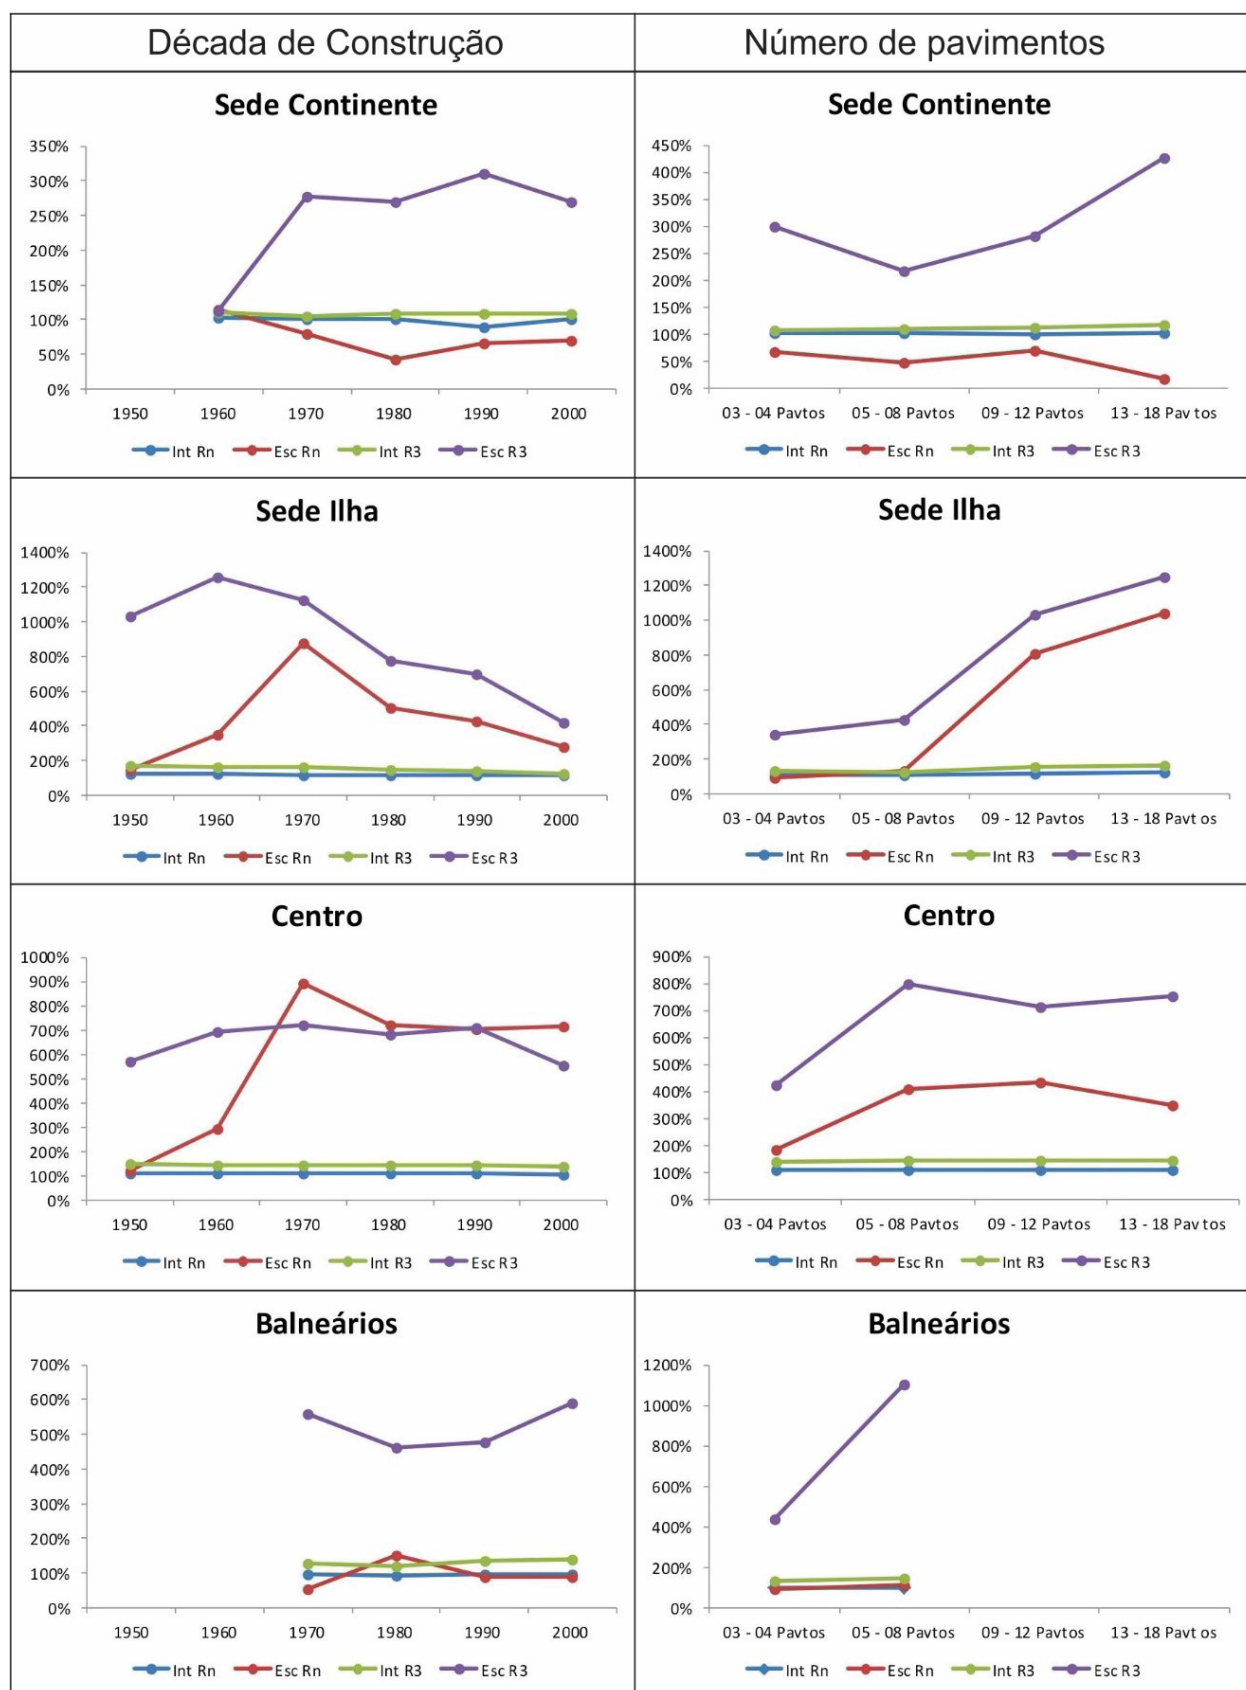 Década de Construção
Número de pavimentos
Sede Continente
350%
300%
250%
200%
150%
100%
50%
0%
1950 1960 1970 1980 1990 2000
Int Rn Esc Rn Int R3 Esc R3
Sede Continente
450%
400%
350%
300%
250%
200%
150%
100%
50%
0%
03 - 04 Pavtos 05 - 08 Pavtos 09 - 12 Pavtos 13 - 18 Pavtos
Int Rn Esc Rn Int R3 Esc R3
Sede Ilha
1400%
1200%
1000%
800%
600%
400%
200%
0%
1950 1960 1970 1980 1990 2000
Int Rn Esc Rn Int R3 Esc R3
Sede Ilha
1400%
1200%
1000%
800%
600%
400%
200%
0%
03 - 04 Pavtos 05 - 08 Pavtos 09 - 12 Pavtos 13 - 18 Pavtos
Int Rn Esc Rn Int R3 Esc R3
Centro
1000%
900%
800%
700%
600%
500%
400%
300%
200%
100%
0%
1950 1960 1970 1980 1990 2000
Int Rn Esc Rn Int R3 Esc R3
Centro
900%
800%
700%
600%
500%
400%
300%
200%
100%
0%
03 - 04 Pavtos 05 - 08 Pavtos 09 - 12 Pavtos 13 - 18 Pavtos
Int Rn Esc Rn Int R3 Esc R3
Balneários
700%
600%
500%
400%
300%
200%
100%
0%
1950 1960 1970 1980 1990 2000
Int Rn Esc Rn Int R3 Esc R3
Balneários
1200%
1000%
800%
600%
400%
200%
0%
03 - 04 Pavtos 05 - 08 Pavtos 09 - 12 Pavtos 13 - 18 Pavtos
Int Rn Esc Rn Int R3 Esc R3